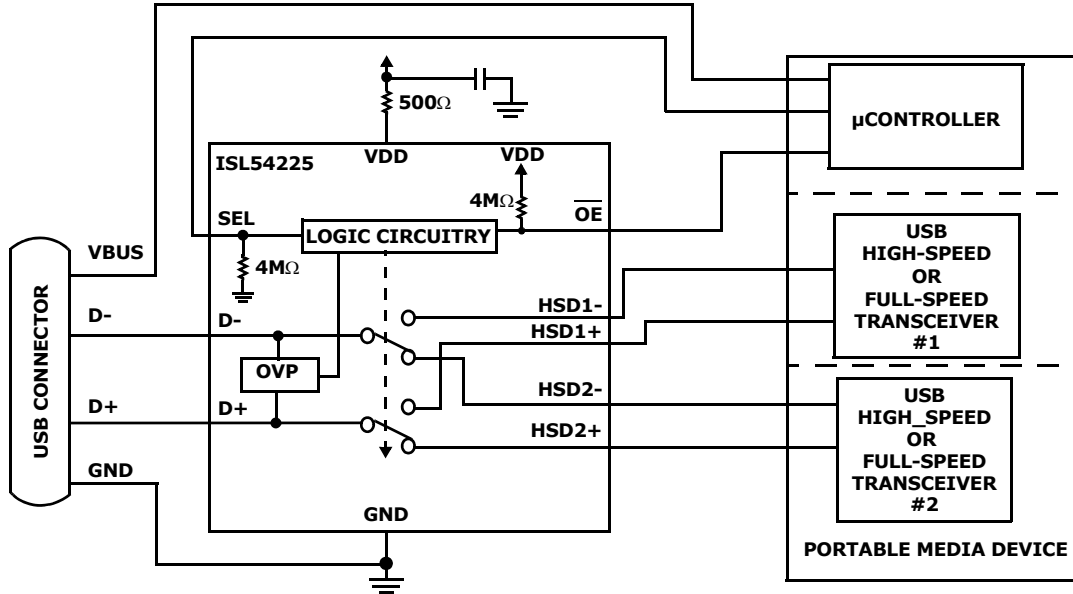 500Ω
µCONTROLLER
ISL54225
VDD
VDD
4MΩ
SEL
OE
LOGIC CIRCUITRY
4MΩ
VBUS
USB CONNECTOR
D-
D-
HSD1-
HSD1+
OVP
D+
D+
HSD2-
HSD2+
GND
GND
USB
HIGH-SPEED
OR
FULL-SPEED
TRANSCEIVER
#1
USB
HIGH_SPEED
OR
FULL-SPEED
TRANSCEIVER
#2
PORTABLE MEDIA DEVICE